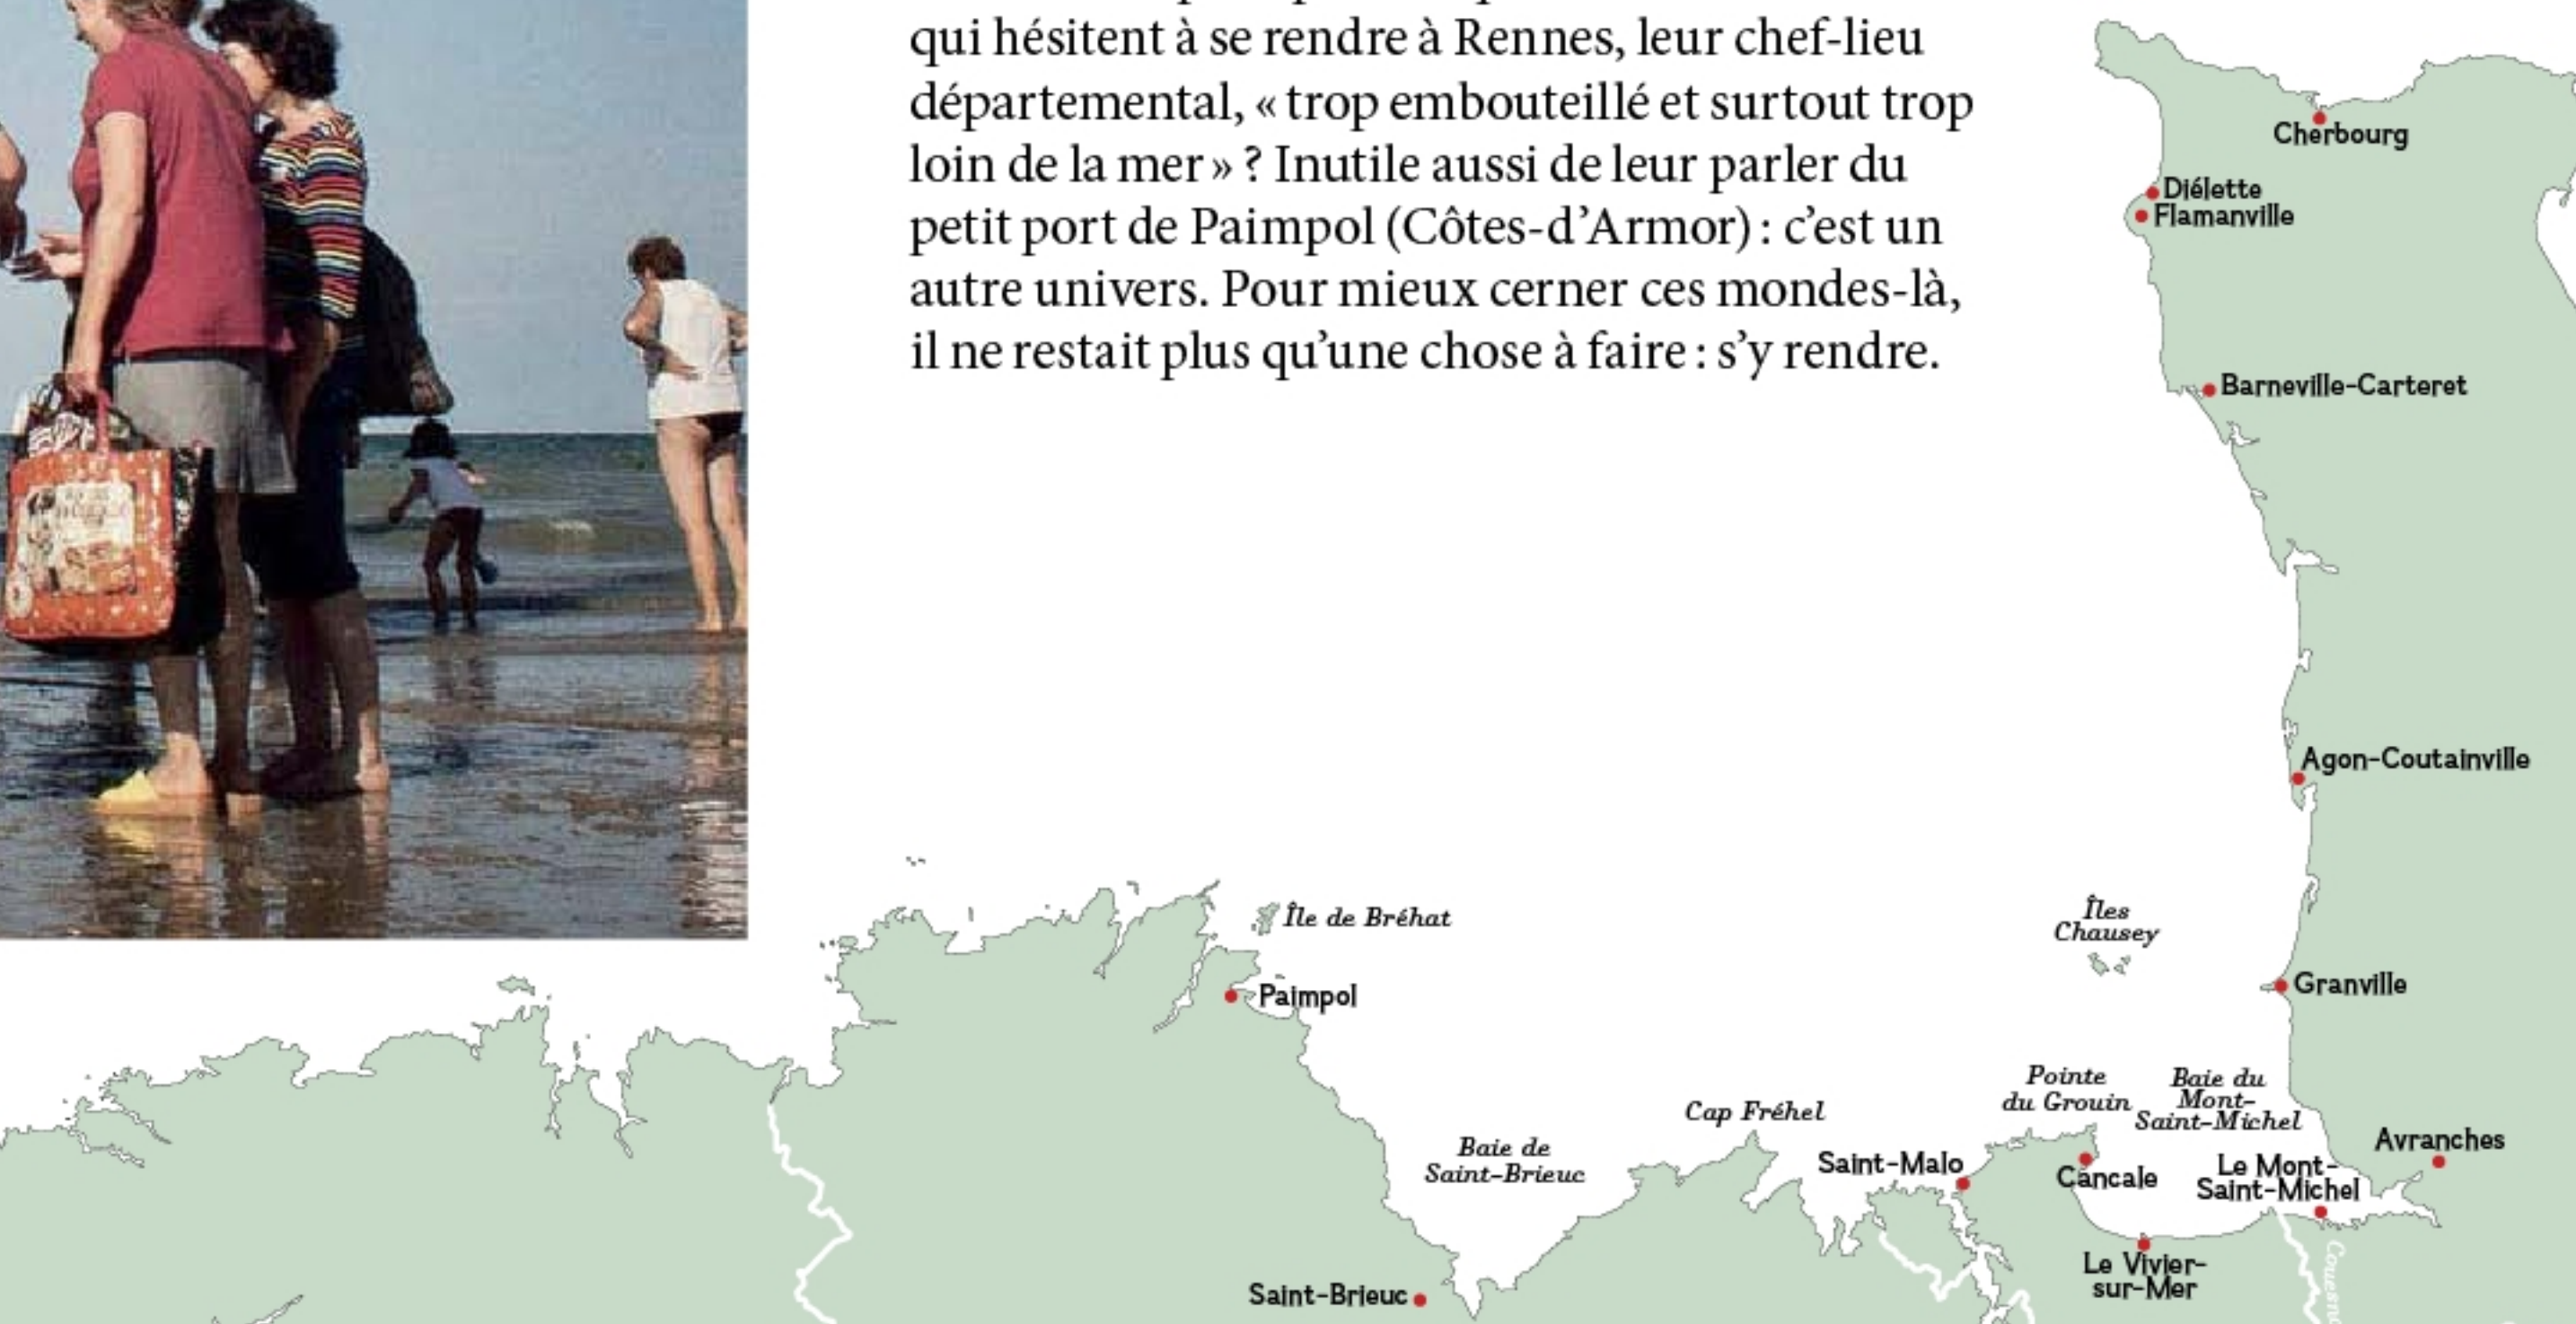 qui hésitent à se rendre à Rennes, leur chef-lieu
départemental, « trop embouteillé et surtout trop
loin de la mer » ? Inutile aussi de leur parler du
petit port de Paimpol (Côtes-d’Armor) : c’est un
autre univers. Pour mieux cerner ces mondes-là,
il ne restait plus qu’une chose à faire : s’y rendre.
Cherbourg
Diélette
Flamanville
Barneville-Carteret
Agon-Coutainville
Île de Bréhat
Îles
Chausey
Paimpol
Granville
Pointe
du Grouin
Baie du
Mont-
Saint-Michel
Cap Fréhel
Baie de
Saint-Brieuc
Saint-Malo
Cancale
Le Mont-
Saint-Michel
Avranches
Le Vivier-
sur-Mer
Saint-Brieuc